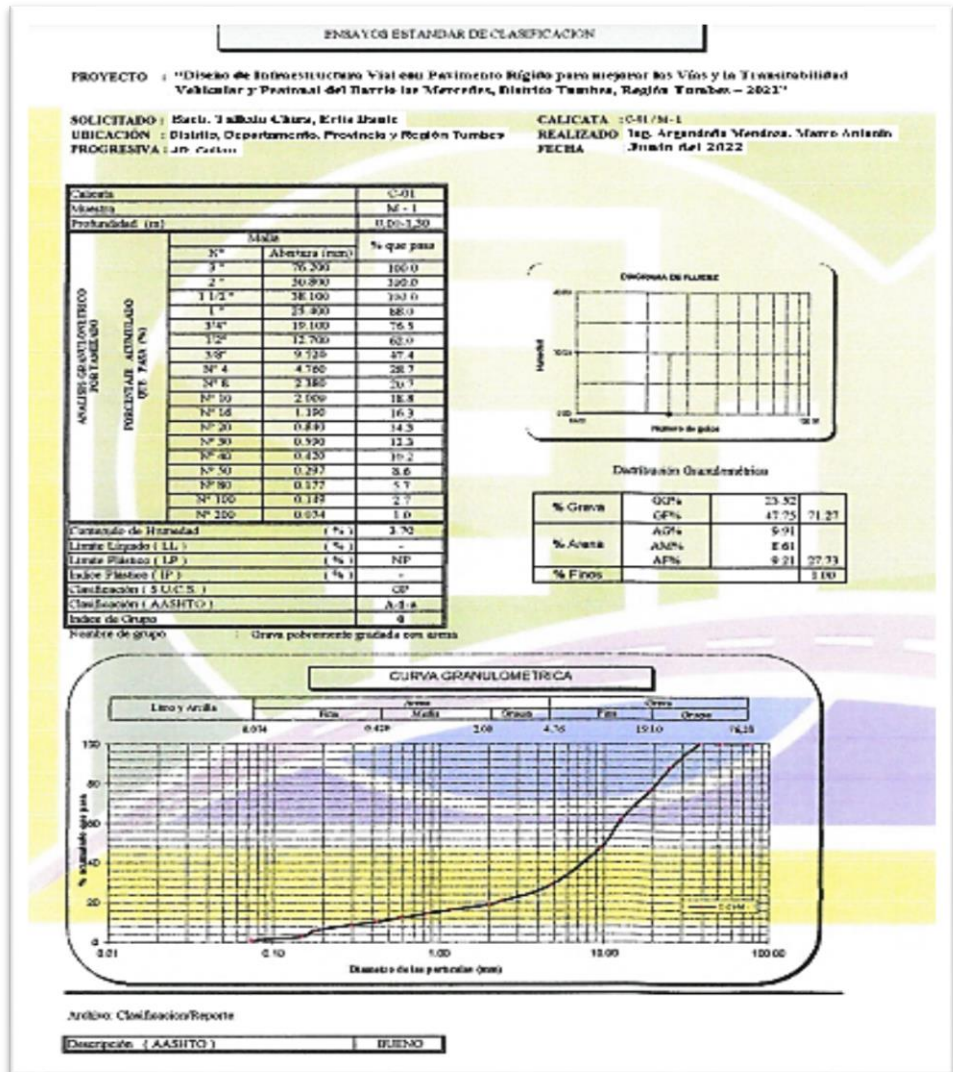 ENSAYOS ESTANDAR DE CLASIFICACION
PROYECTO : "Diseño de Infraestructura Vial con Pavimento Rígido para mejorar las Vías y la Transitabilidad
Vehicular y Peatonal del Barrio las Mercedes, Distrito Tumbes, Región Tumbes – 2022"
SOLICITADO : Bach.
CALICATA : C-01 / M-1
UBICACIÓN : Distrito, Departamento, Provincia y Región Tumbes
REALIZADO Ing. Argandoña Mendoza, Marco Antonio
PROGRESIVA :
FECHA Junio del 2022
Calicata C-01
Muestra M - 1
Profundidad (m) 0.00-1.50
ANALISIS GRANULOMETRICO POR TAMIZADO
PORCENTAJE ACUMULADO QUE PASA (%)
Malla % que pasa
N° Abertura (mm)
3 " 76.200 100.0
2 " 50.800 100.0
1 1/2 " 38.100 100.0
1 " 25.400 88.0
3/4" 19.100 76.5
1/2" 12.700 62.0
3/8" 9.520 47.4
N° 4 4.760 28.7
N° 8 2.380 20.7
N° 10 2.000 18.8
N° 16 1.190 16.3
N° 20 0.840 14.3
N° 30 0.590 12.3
N° 40 0.420 10.2
N° 50 0.297 8.6
N° 80 0.177 5.7
N° 100 0.149 2.7
N° 200 0.074 1.0
Contenido de Humedad ( % ) 3.70
Limite Líquido ( LL ) ( % ) -
Limite Plástico ( LP ) ( % ) NP
Indice Plástico ( IP ) ( % ) -
Clasificación ( S.U.C.S. ) GP
Clasificación ( AASHTO ) A-1-a
Indice de Grupo 0
Nombre de grupo : Grava pobremente gradada con arena
DIAGRAMA DE FLUIDEZ
Humedad
Número de golpes
Distribución Granulométrica
% Grava GG% 23.52
GF% 47.75 71.27
% Arena AG% 9.91
AM% 8.61
AF% 9.21 27.73
% Finos 1.00
CURVA GRANULOMETRICA
Limo y Arcilla Arena Grava
Fina Media Gruesa Fina Gruesa
0.074 0.420 2.00 4.76 19.10 76.20
% acumulado que pasa
100
80
60
40
20
0
0.01 0.10 1.00 10.00 100.00
Diametro de las particulas (mm)
Archivo: Clasificacion/Reporte
Descripción ( AASHTO ) BUENO